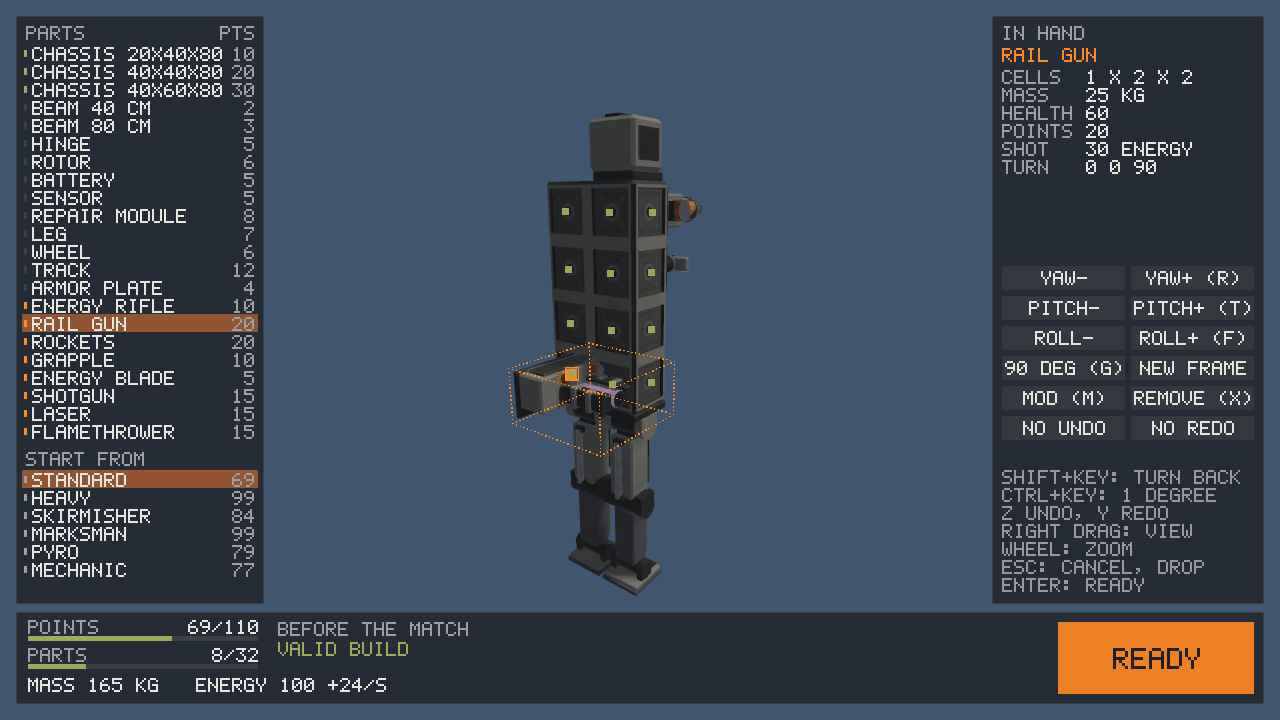 PARTS PTS
CHASSIS 20X40X80 10
CHASSIS 40X40X80 20
CHASSIS 40X60X80 30
BEAM 40 CM 2
BEAM 80 CM 3
HINGE 5
ROTOR 6
BATTERY 5
SENSOR 5
REPAIR MODULE 8
LEG 7
WHEEL 6
TRACK 12
ARMOR PLATE 4
ENERGY RIFLE 10
RAIL GUN 20
ROCKETS 20
GRAPPLE 10
ENERGY BLADE 5
SHOTGUN 15
LASER 15
FLAMETHROWER 15
START FROM
STANDARD 69
HEAVY 99
SKIRMISHER 84
MARKSMAN 99
PYRO 79
MECHANIC 77
IN HAND
RAIL GUN
CELLS 1 X 2 X 2
MASS 25 KG
HEALTH 60
POINTS 20
SHOT 30 ENERGY
TURN 0 0 90
YAW- YAW+ (R)
PITCH- PITCH+ (T)
ROLL- ROLL+ (F)
90 DEG (G) NEW FRAME
MOD (M) REMOVE (X)
NO UNDO NO REDO
SHIFT+KEY: TURN BACK
CTRL+KEY: 1 DEGREE
Z UNDO, Y REDO
RIGHT DRAG: VIEW
WHEEL: ZOOM
ESC: CANCEL, DROP
ENTER: READY
POINTS 69/110
PARTS 8/32
MASS 165 KG ENERGY 100 +24/S
BEFORE THE MATCH
VALID BUILD
READY